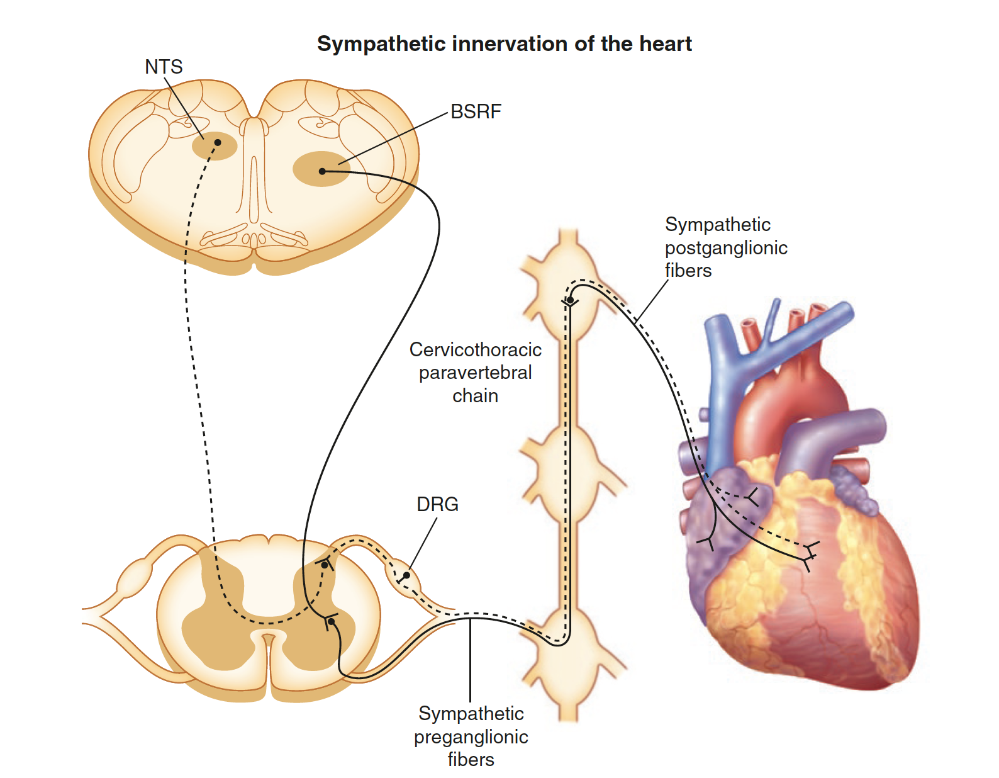 Sympathetic innervation of the heart
NTS
BSRF
Sympathetic
postganglionic
fibers
Cervicothoracic
paravertebral
chain
DRG
Sympathetic
preganglionic
fibers